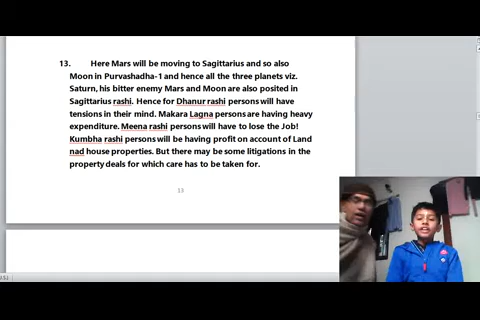 13. Here Mars will be moving to Sagittarius and so also
Moon in Purvashadha-1 and hence all the three planets viz.
Saturn, his bitter enemy Mars and Moon are also posited in
Sagittarius rashi. Hence for Dhanur rashi persons will have
tensions in their mind. Makara Lagna persons are having heavy
expenditure. Meena rashi persons will have to lose the Job!
Kumbha rashi persons will be having profit on account of Land
nad house properties. But there may be some litigations in the
property deals for which care has to be taken for.
13